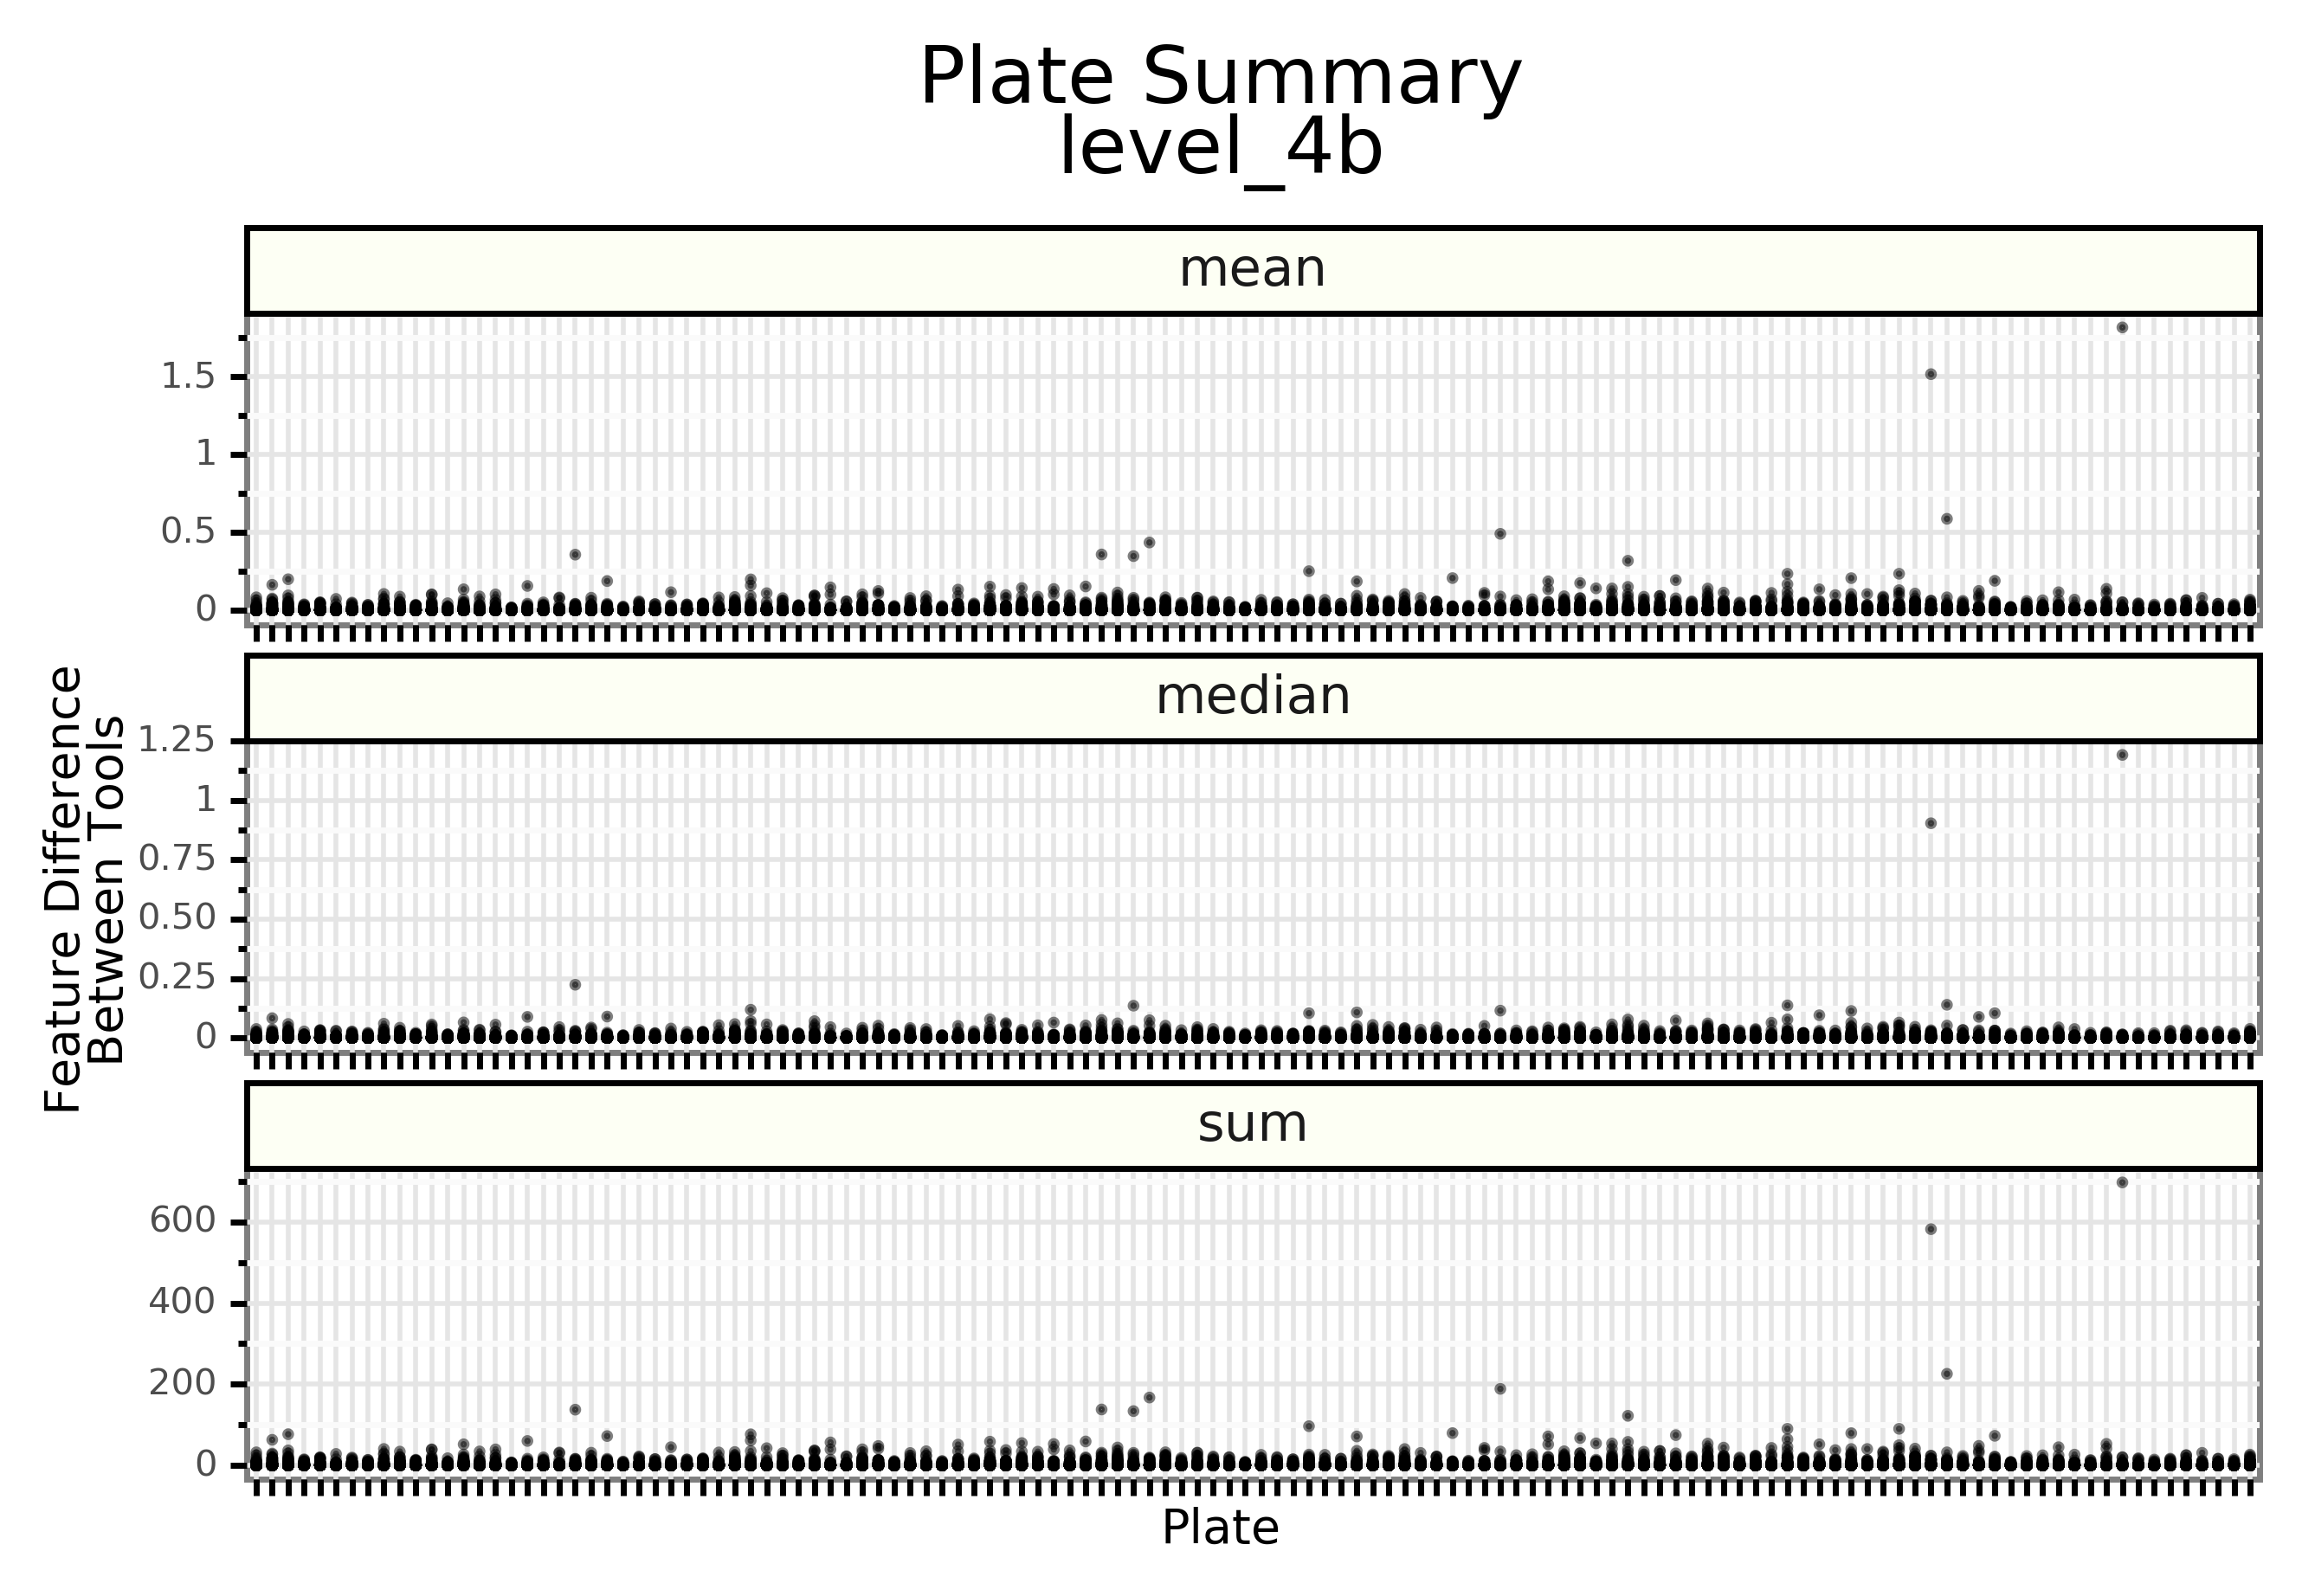 Plate Summary
level_4b
mean
1.5
1
0.5
0
Feature Difference
Between Tools
median
1.25
1
0.75
0.50
0.25
0
sum
600
400
200
0
Plate